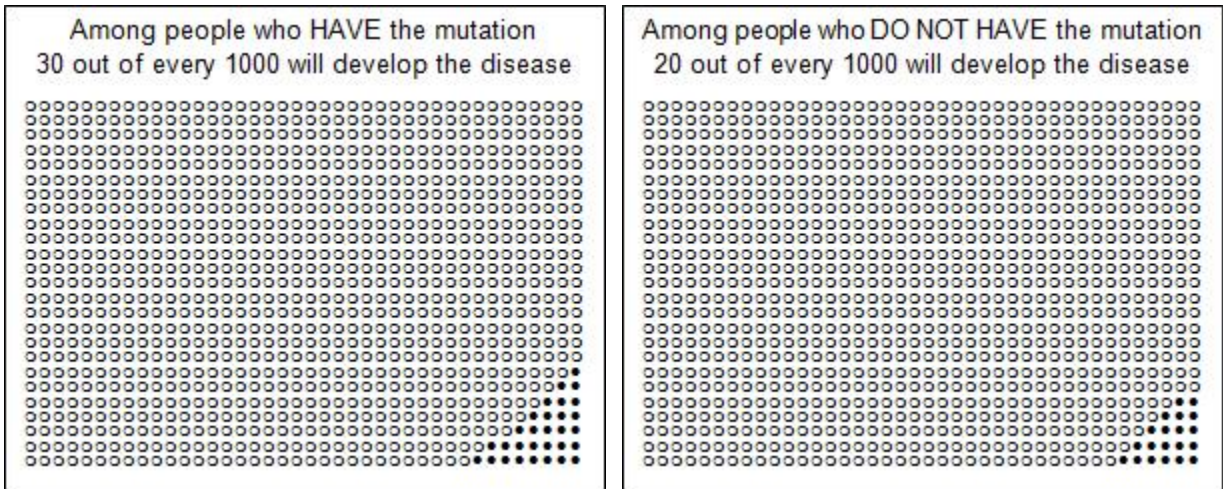 Among people who HAVE the mutation
30 out of every 1000 will develop the disease
Among people who DO NOT HAVE the mutation
20 out of every 1000 will develop the disease